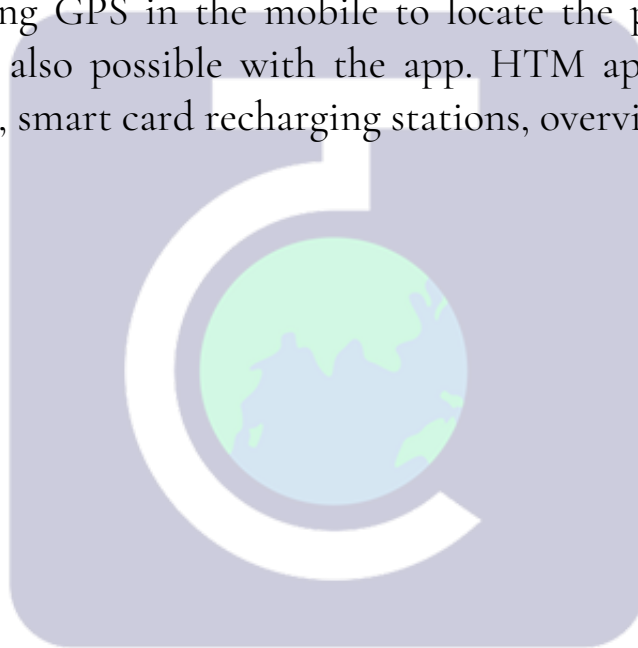 ng GPS in the mobile to locate the
also possible with the app. HTM ap
, smart card recharging stations, overvi